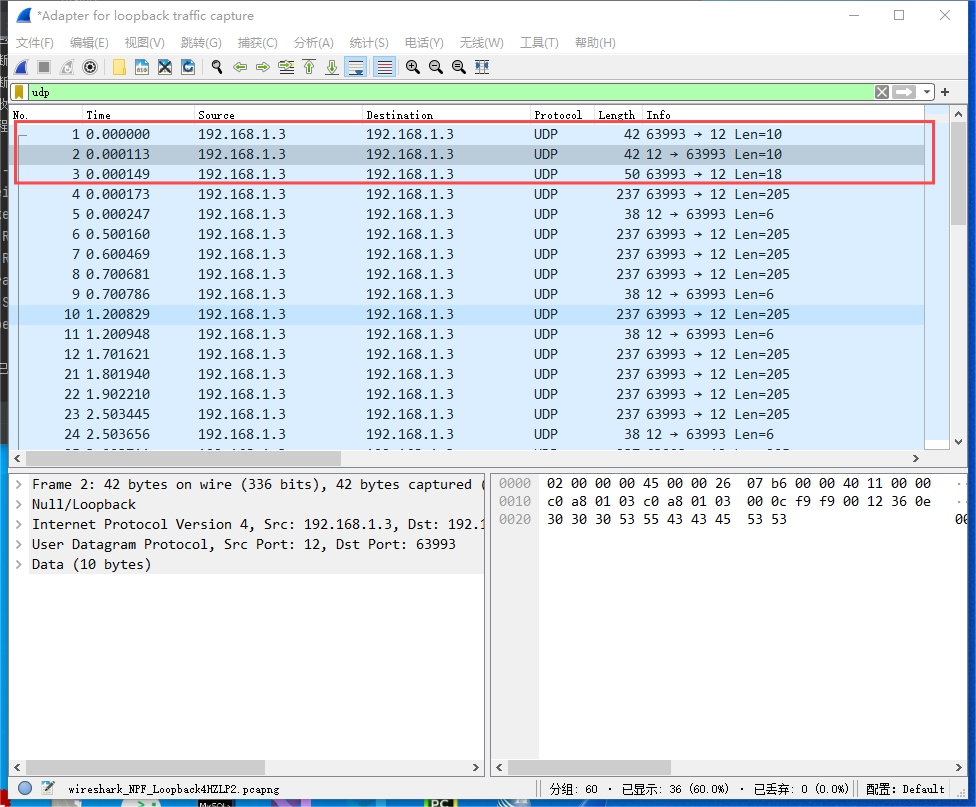 *Adapter for loopback traffic capture
文件(F) 编辑(E) 视图(V) 跳转(G) 捕获(C) 分析(A) 统计(S) 电话(Y) 无线(W) 工具(T) 帮助(H)
udp
No. Time Source Destination Protocol Length Info
1 0.000000 192.168.1.3 192.168.1.3 UDP 42 63993 → 12 Len=10
2 0.000113 192.168.1.3 192.168.1.3 UDP 42 12 → 63993 Len=10
3 0.000149 192.168.1.3 192.168.1.3 UDP 50 63993 → 12 Len=18
4 0.000173 192.168.1.3 192.168.1.3 UDP 237 63993 → 12 Len=205
5 0.000247 192.168.1.3 192.168.1.3 UDP 38 12 → 63993 Len=6
6 0.500160 192.168.1.3 192.168.1.3 UDP 237 63993 → 12 Len=205
7 0.600469 192.168.1.3 192.168.1.3 UDP 237 63993 → 12 Len=205
8 0.700681 192.168.1.3 192.168.1.3 UDP 237 63993 → 12 Len=205
9 0.700786 192.168.1.3 192.168.1.3 UDP 38 12 → 63993 Len=6
10 1.200829 192.168.1.3 192.168.1.3 UDP 237 63993 → 12 Len=205
11 1.200948 192.168.1.3 192.168.1.3 UDP 38 12 → 63993 Len=6
12 1.701621 192.168.1.3 192.168.1.3 UDP 237 63993 → 12 Len=205
21 1.801940 192.168.1.3 192.168.1.3 UDP 237 63993 → 12 Len=205
22 1.902210 192.168.1.3 192.168.1.3 UDP 237 63993 → 12 Len=205
23 2.503445 192.168.1.3 192.168.1.3 UDP 237 63993 → 12 Len=205
24 2.503656 192.168.1.3 192.168.1.3 UDP 38 12 → 63993 Len=6
Frame 2: 42 bytes on wire (336 bits), 42 bytes captured (
Null/Loopback
Internet Protocol Version 4, Src: 192.168.1.3, Dst: 192.1
User Datagram Protocol, Src Port: 12, Dst Port: 63993
Data (10 bytes)
0000 02 00 00 00 45 00 00 26 07 b6 00 00 40 11 00 00
0010 c0 a8 01 03 c0 a8 01 03 00 0c f9 f9 00 12 36 0e
0020 30 30 30 53 55 43 43 45 53 53
wireshark_NPF_Loopback4HZLP2.pcapng
分组: 60 · 已显示: 36 (60.0%) · 已丢弃: 0 (0.0%)
配置: Default